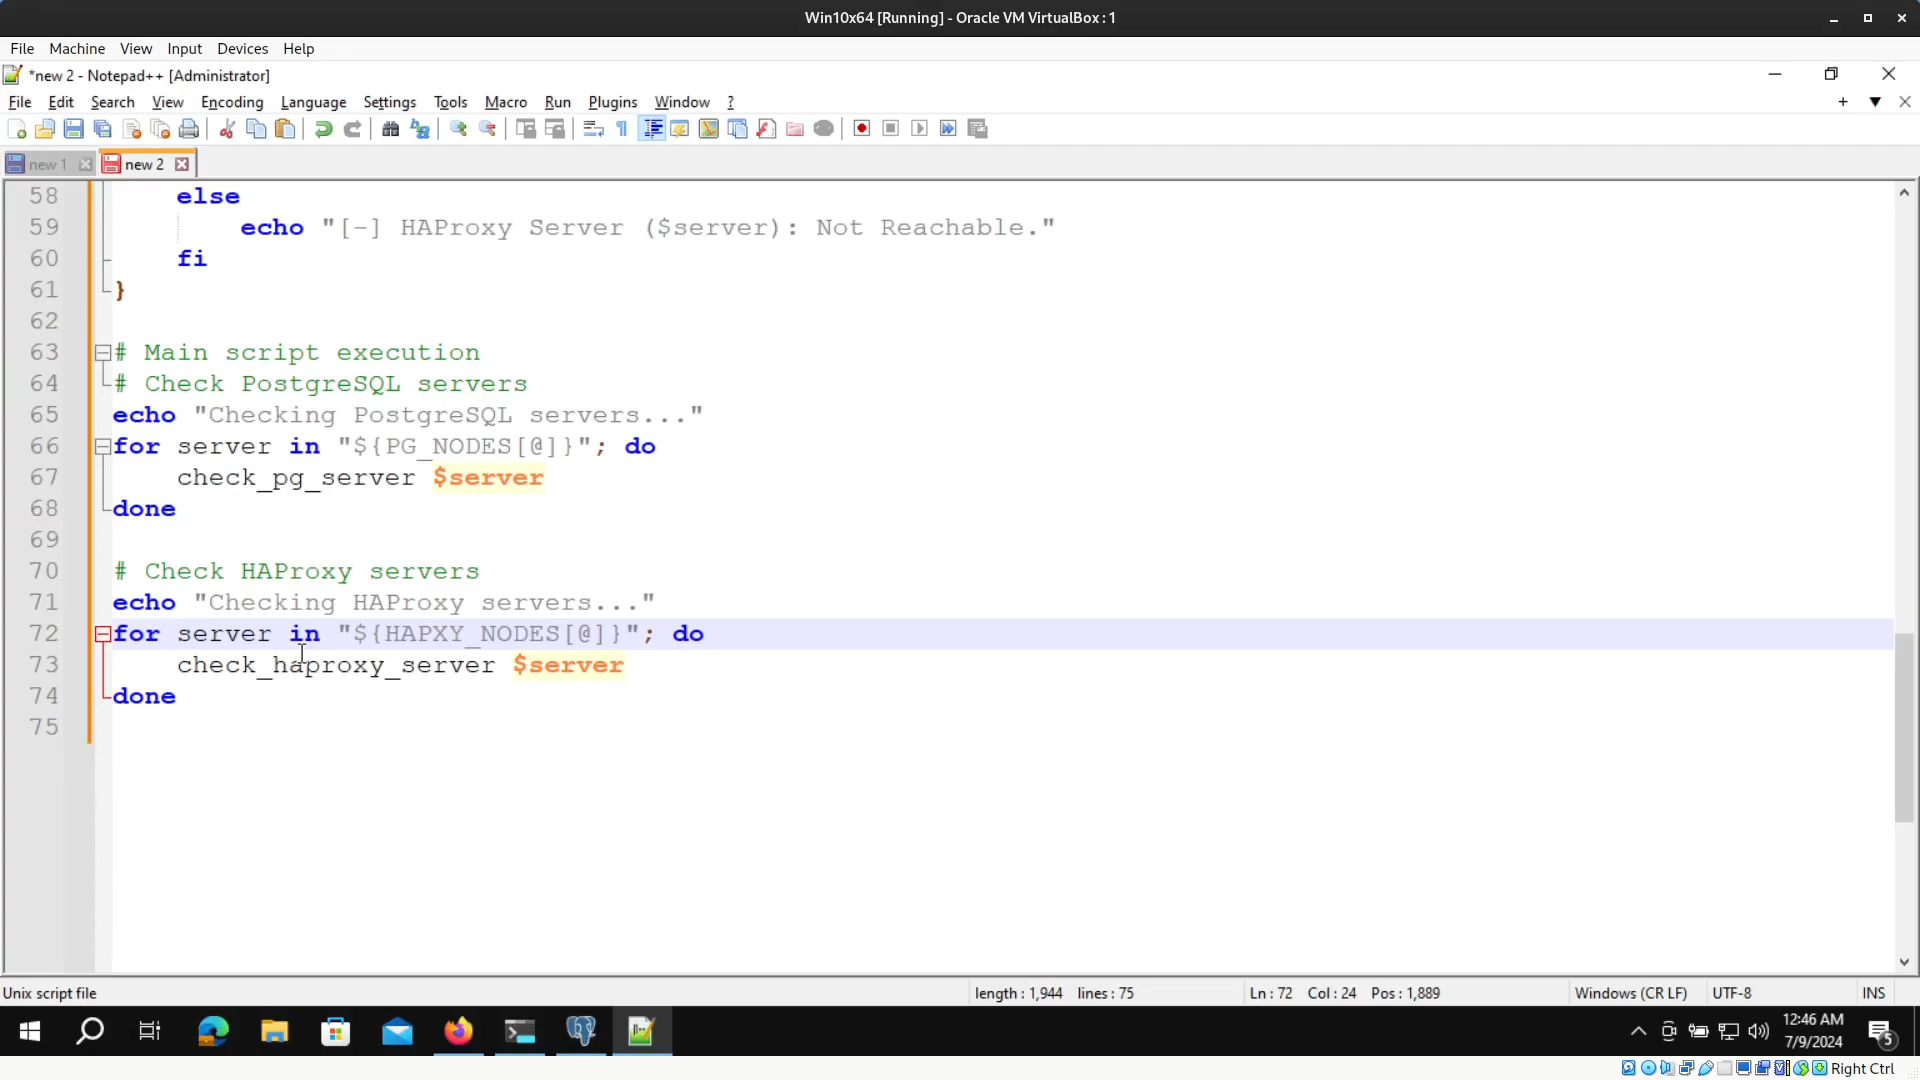 Win10x64 [Running] - Oracle VM VirtualBox : 1
File Machine View Input Devices Help
*new 2 - Notepad++ [Administrator]
File Edit Search View Encoding Language Settings Tools Macro Run Plugins Window ?
new 1 new 2
58 else
59 echo "[-] HAProxy Server ($server): Not Reachable."
60 fi
61 }
62
63 # Main script execution
64 # Check PostgreSQL servers
65 echo "Checking PostgreSQL servers..."
66 for server in "${PG_NODES[@]}"; do
67 check_pg_server $server
68 done
69
70 # Check HAProxy servers
71 echo "Checking HAProxy servers..."
72 for server in "${HAPXY_NODES[@]}"; do
73 check_haproxy_server $server
74 done
75
Unix script file length : 1,944 lines : 75 Ln : 72 Col : 24 Pos : 1,889 Windows (CR LF) UTF-8 INS
12:46 AM
7/9/2024
5
Right Ctrl